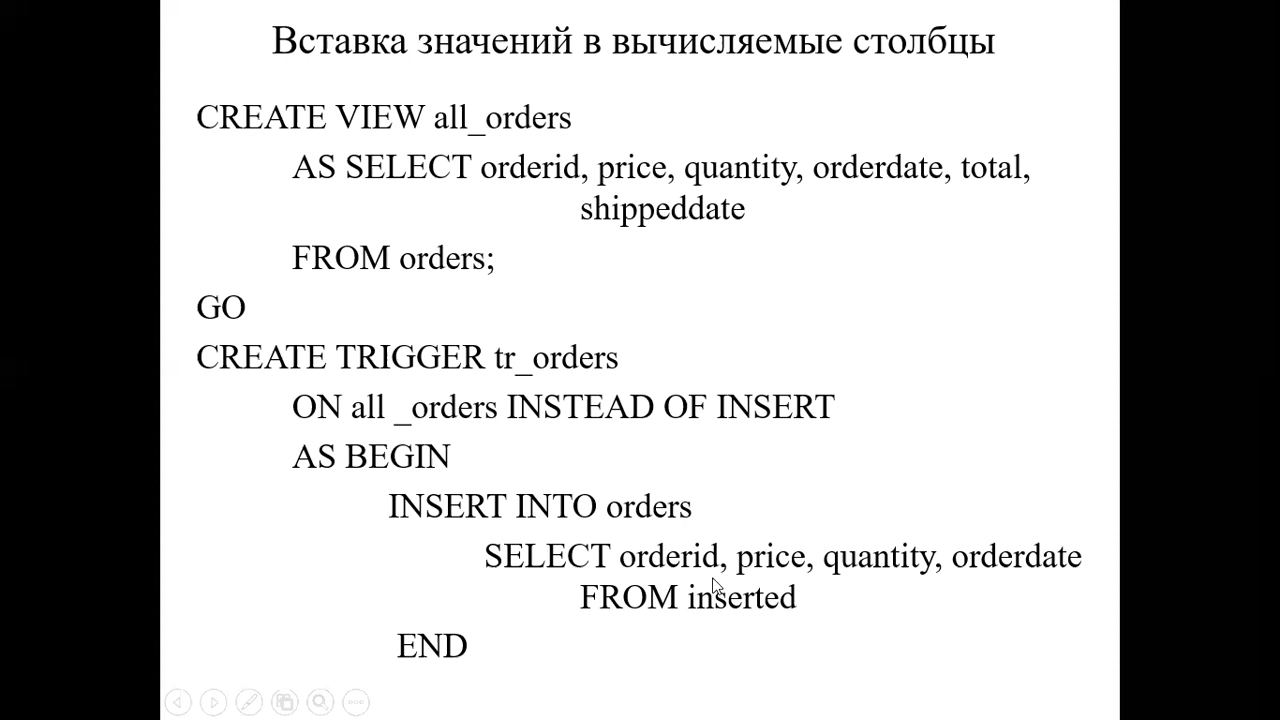 Вставка значений в вычисляемые столбцы
CREATE VIEW all_orders
AS SELECT orderid, price, quantity, orderdate, total,
shippeddate
FROM orders;
GO
CREATE TRIGGER tr_orders
ON all _orders INSTEAD OF INSERT
AS BEGIN
INSERT INTO orders
SELECT orderid, price, quantity, orderdate
FROM inserted
END